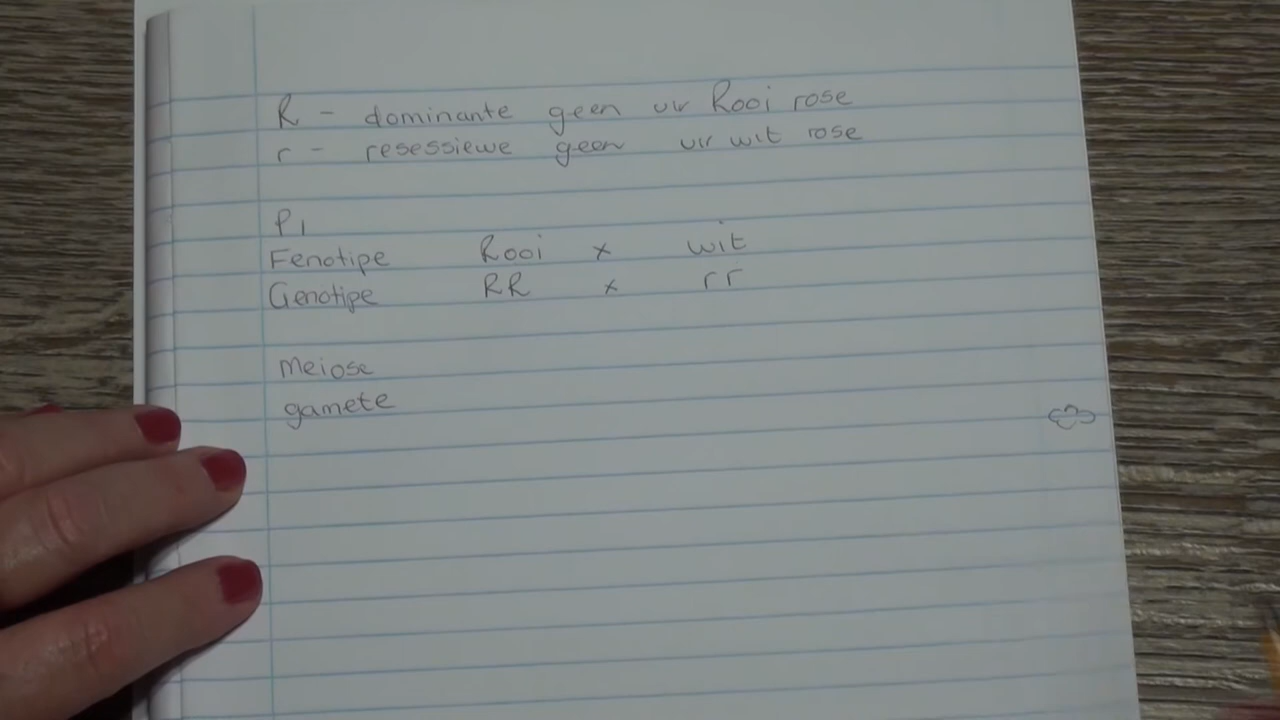 R - dominante geen vir Rooi rose
r - resessiewe geen vir wit rose
P1
Fenotipe Rooi x wit
Genotipe RR x rr
Meiose
gamete